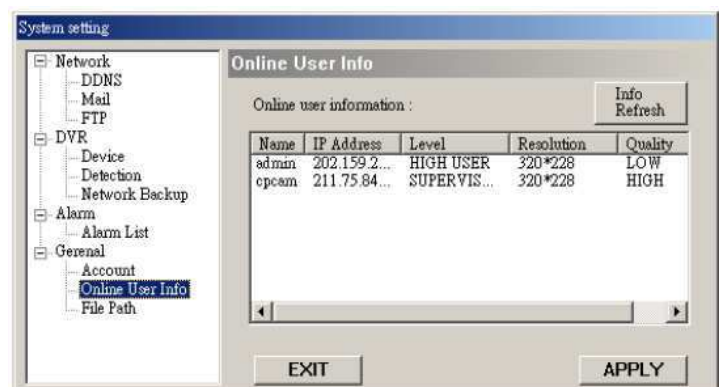 System setting
Network
DDNS
Mail
FTP
DVR
Device
Detection
Network Backup
Alarm
Alarm List
Gerenal
Account
Online User Info
File Path
Online User Info
Online user information :
Info
Refresh
Name IP Address Level Resolution Quality
admin 202.159.2... HIGH USER 320*228 LOW
cpcam 211.75.84... SUPERVIS... 320*228 HIGH
EXIT
APPLY